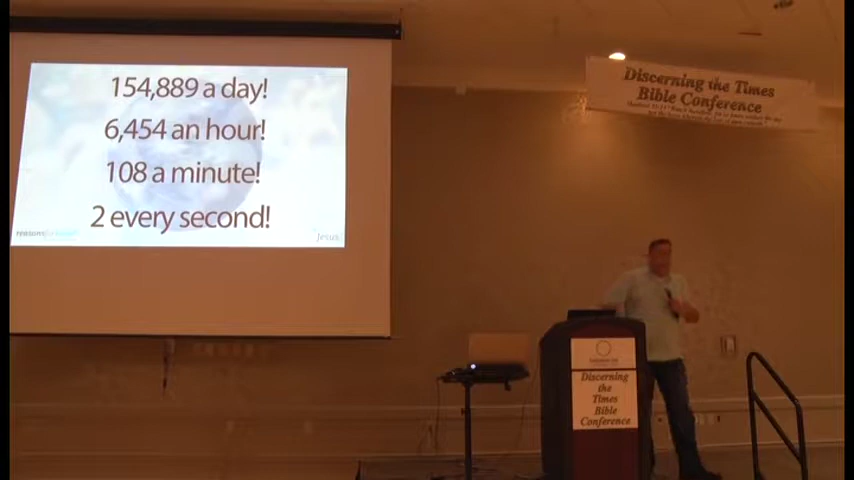 154,889 a day!
6,454 an hour!
108 a minute!
2 every second!
reasons
Jesus
Discerning the Times
Bible Conference
Discerning
the
Times
Bible
Conference